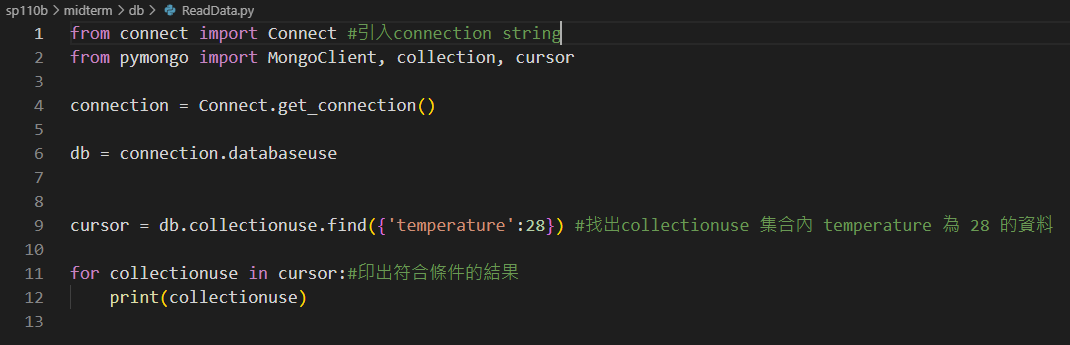 sp110b > midterm > db > ReadData.py
1 from connect import Connect #引入connection string
2 from pymongo import MongoClient, collection, cursor
3
4 connection = Connect.get_connection()
5
6 db = connection.databaseuse
7
8
9 cursor = db.collectionuse.find({'temperature':28}) #找出collectionuse 集合內 temperature 為 28 的資料
10
11 for collectionuse in cursor:#印出符合條件的結果
12     print(collectionuse)
13